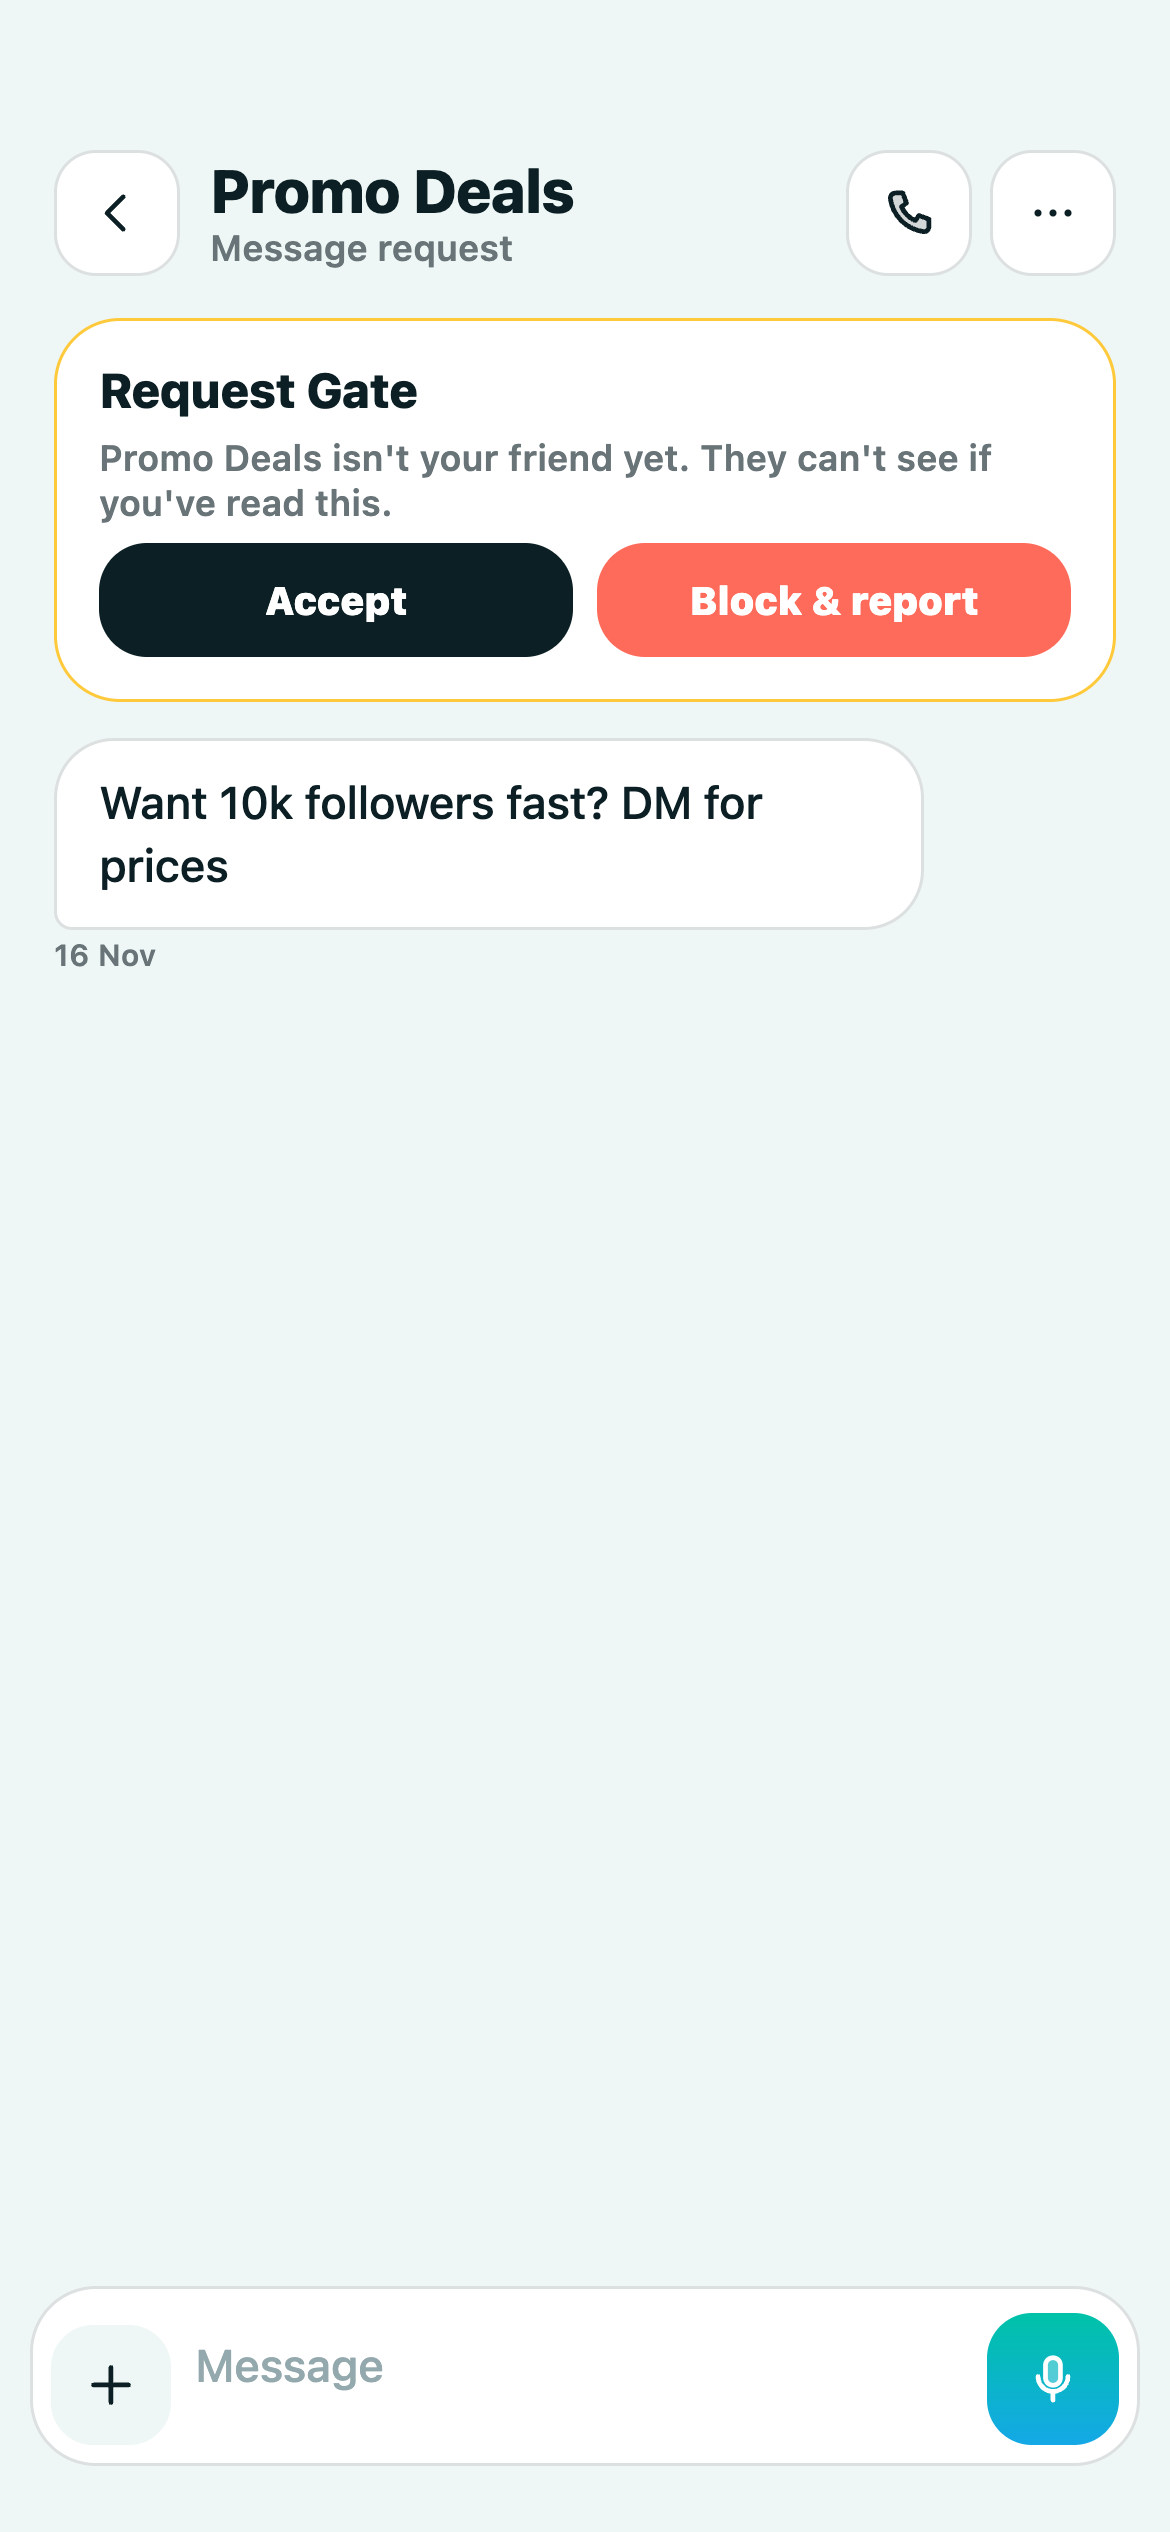 Promo Deals
Message request
Request Gate
Promo Deals isn't your friend yet. They can't see if
you've read this.
Accept
Block & report
Want 10k followers fast? DM for
prices
16 Nov
Message